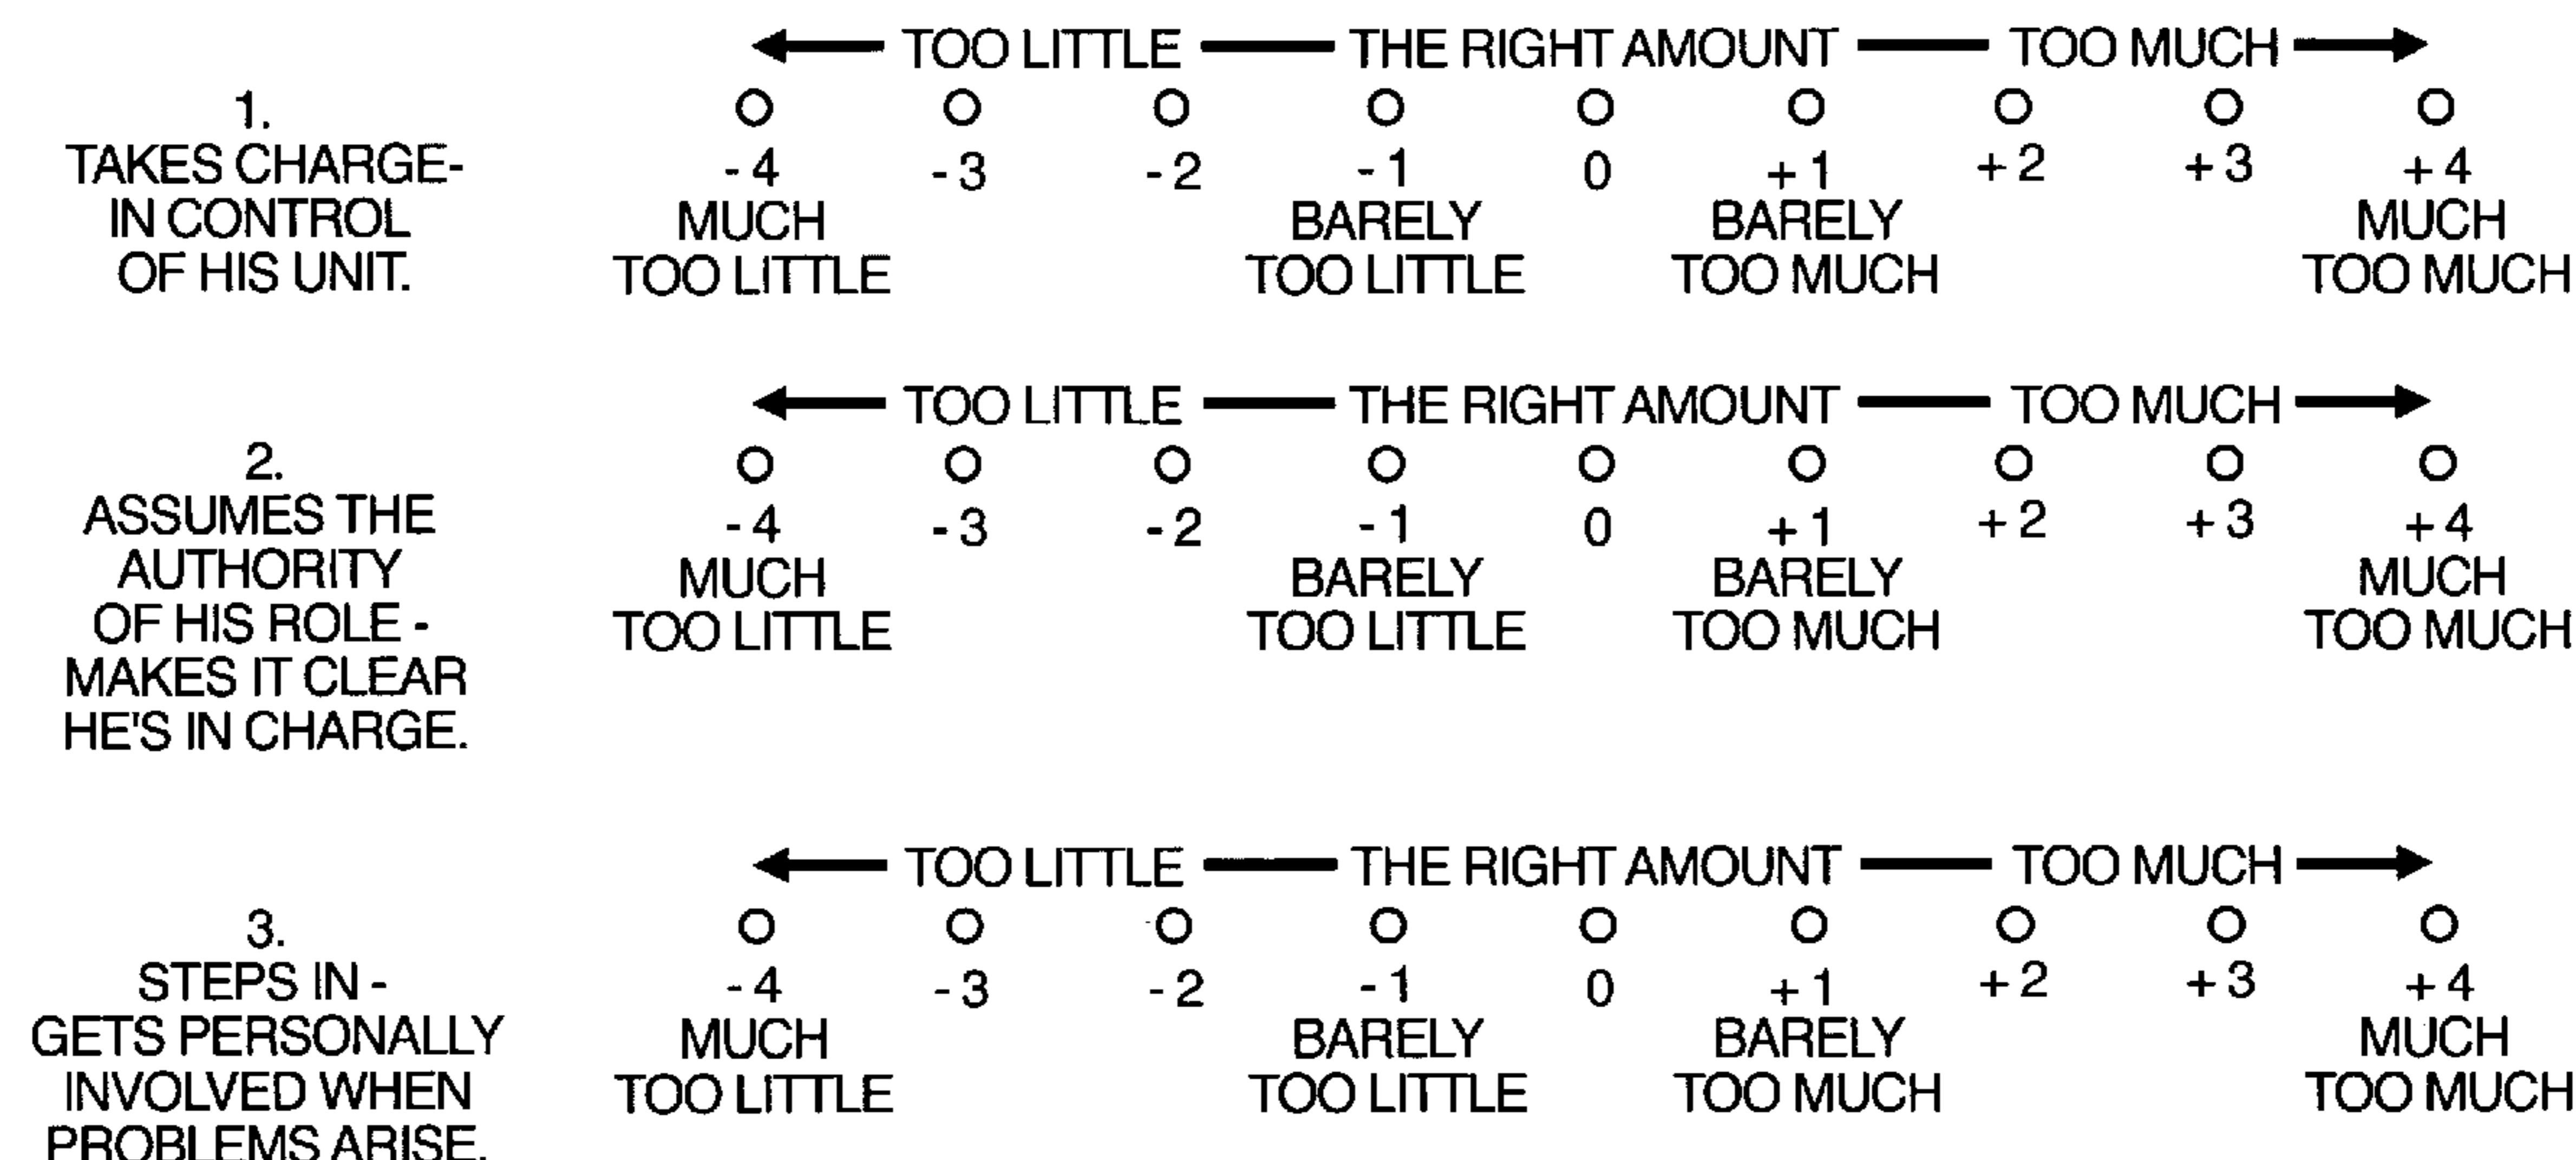 TOO LITTLE THE RIGHT AMOUNT TOO MUCH
1.
TAKES CHARGE-
IN CONTROL
OF HIS UNIT.
- 4 - 3 - 2 - 1 0 + 1 + 2 + 3 + 4
MUCH BARELY BARELY MUCH
TOO LITTLE TOO LITTLE TOO MUCH TOO MUCH
TOO LITTLE THE RIGHT AMOUNT TOO MUCH
2.
ASSUMES THE
AUTHORITY
OF HIS ROLE -
MAKES IT CLEAR
HE'S IN CHARGE.
- 4 - 3 - 2 - 1 0 + 1 + 2 + 3 + 4
MUCH BARELY BARELY MUCH
TOO LITTLE TOO LITTLE TOO MUCH TOO MUCH
TOO LITTLE THE RIGHT AMOUNT TOO MUCH
3.
STEPS IN -
GETS PERSONALLY
INVOLVED WHEN
PROBLEMS ARISE.
- 4 - 3 - 2 - 1 0 + 1 + 2 + 3 + 4
MUCH BARELY BARELY MUCH
TOO LITTLE TOO LITTLE TOO MUCH TOO MUCH